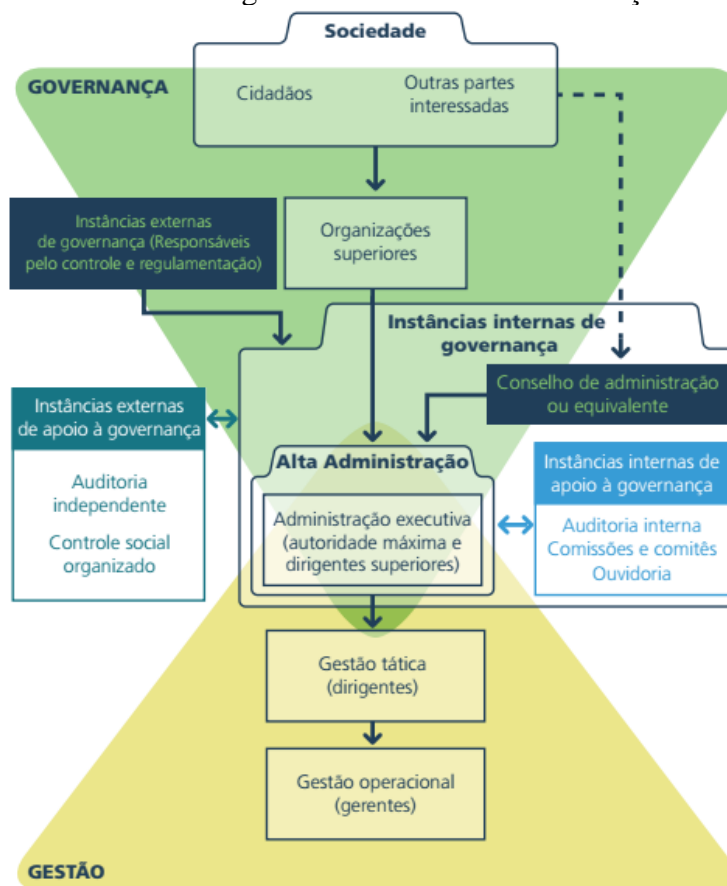 Sociedade
GOVERNANÇA
Cidadãos
Outras partes
interessadas
Instâncias externas
de governança (Responsáveis
pelo controle e regulamentação)
Organizações
superiores
Instâncias internas de
governança
Conselho de administração
ou equivalente
Instâncias externas
de apoio à governança
Auditoria
independente
Controle social
organizado
Alta Administração
Administração executiva
(autoridade máxima e
dirigentes superiores)
Instâncias internas de
apoio à governança
Auditoria interna
Comissões e comitês
Ouvidoria
Gestão tática
(dirigentes)
Gestão operacional
(gerentes)
GESTÃO